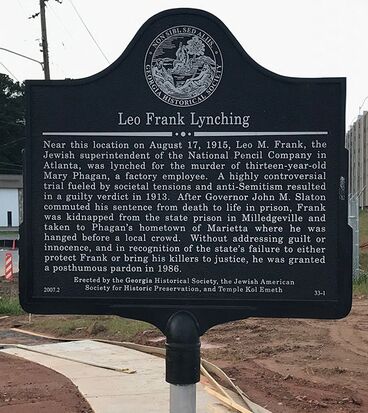 NON SIBI, SED ALIIS
GEORGIA HISTORICAL SOCIETY
Leo Frank Lynching
Near this location on August 17, 1915, Leo M. Frank, the
Jewish superintendent of the National Pencil Company in
Atlanta, was lynched for the murder of thirteen-year-old
Mary Phagan, a factory employee. A highly controversial
trial fueled by societal tensions and anti-Semitism resulted
in a guilty verdict in 1913. After Governor John M. Slaton
commuted his sentence from death to life in prison, Frank
was kidnapped from the state prison in Milledgeville and
taken to Phagan's hometown of Marietta where he was
hanged before a local crowd. Without addressing guilt or
innocence, and in recognition of the state's failure to either
protect Frank or bring his killers to justice, he was granted
a posthumous pardon in 1986.
Erected by the Georgia Historical Society, the Jewish American
Society for Historic Preservation, and Temple Kol Emeth
2007.2 33-1